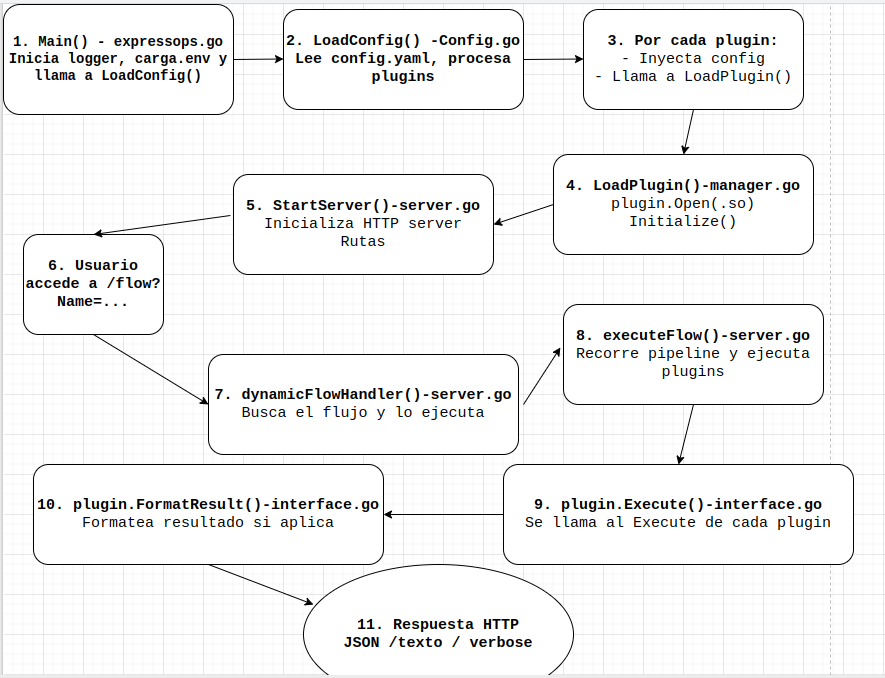 1. Main() - expressops.go
Inicia logger, carga.env y
llama a LoadConfig()
2. LoadConfig() -Config.go
Lee config.yaml, procesa
plugins
3. Por cada plugin:
- Inyecta config
- Llama a LoadPlugin()
4. LoadPlugin()-manager.go
plugin.Open(.so)
Initialize()
5. StartServer()-server.go
Inicializa HTTP server
Rutas
6. Usuario
accede a /flow?
Name=...
7. dynamicFlowHandler()-server.go
Busca el flujo y lo ejecuta
8. executeFlow()-server.go
Recorre pipeline y ejecuta
plugins
9. plugin.Execute()-interface.go
Se llama al Execute de cada plugin
10. plugin.FormatResult()-interface.go
Formatea resultado si aplica
11. Respuesta HTTP
JSON /texto / verbose